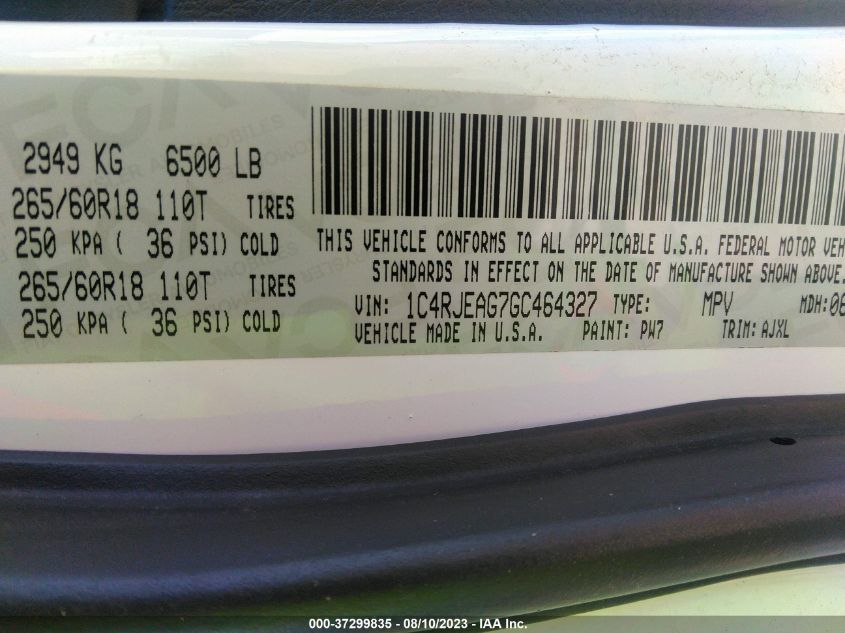 2949 KG 6500 LB
265/60R18 110T TIRES
250 KPA ( 36 PSI) COLD
265/60R18 110T TIRES
250 KPA ( 36 PSI) COLD
THIS VEHICLE CONFORMS TO ALL APPLICABLE U.S.A. FEDERAL MOTOR VEH
STANDARDS IN EFFECT ON THE DATE OF MANUFACTURE SHOWN ABOVE.
VIN: 1C4RJEAG7GC464327 TYPE: MPV MDH:06
VEHICLE MADE IN U.S.A. PAINT: PW7 TRIM: AJXL
000-37299835 - 08/10/2023 - IAA Inc.